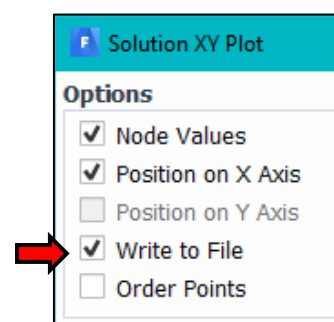 F Solution XY Plot
Options
Node Values
Position on X Axis
Position on Y Axis
Write to File
Order Points